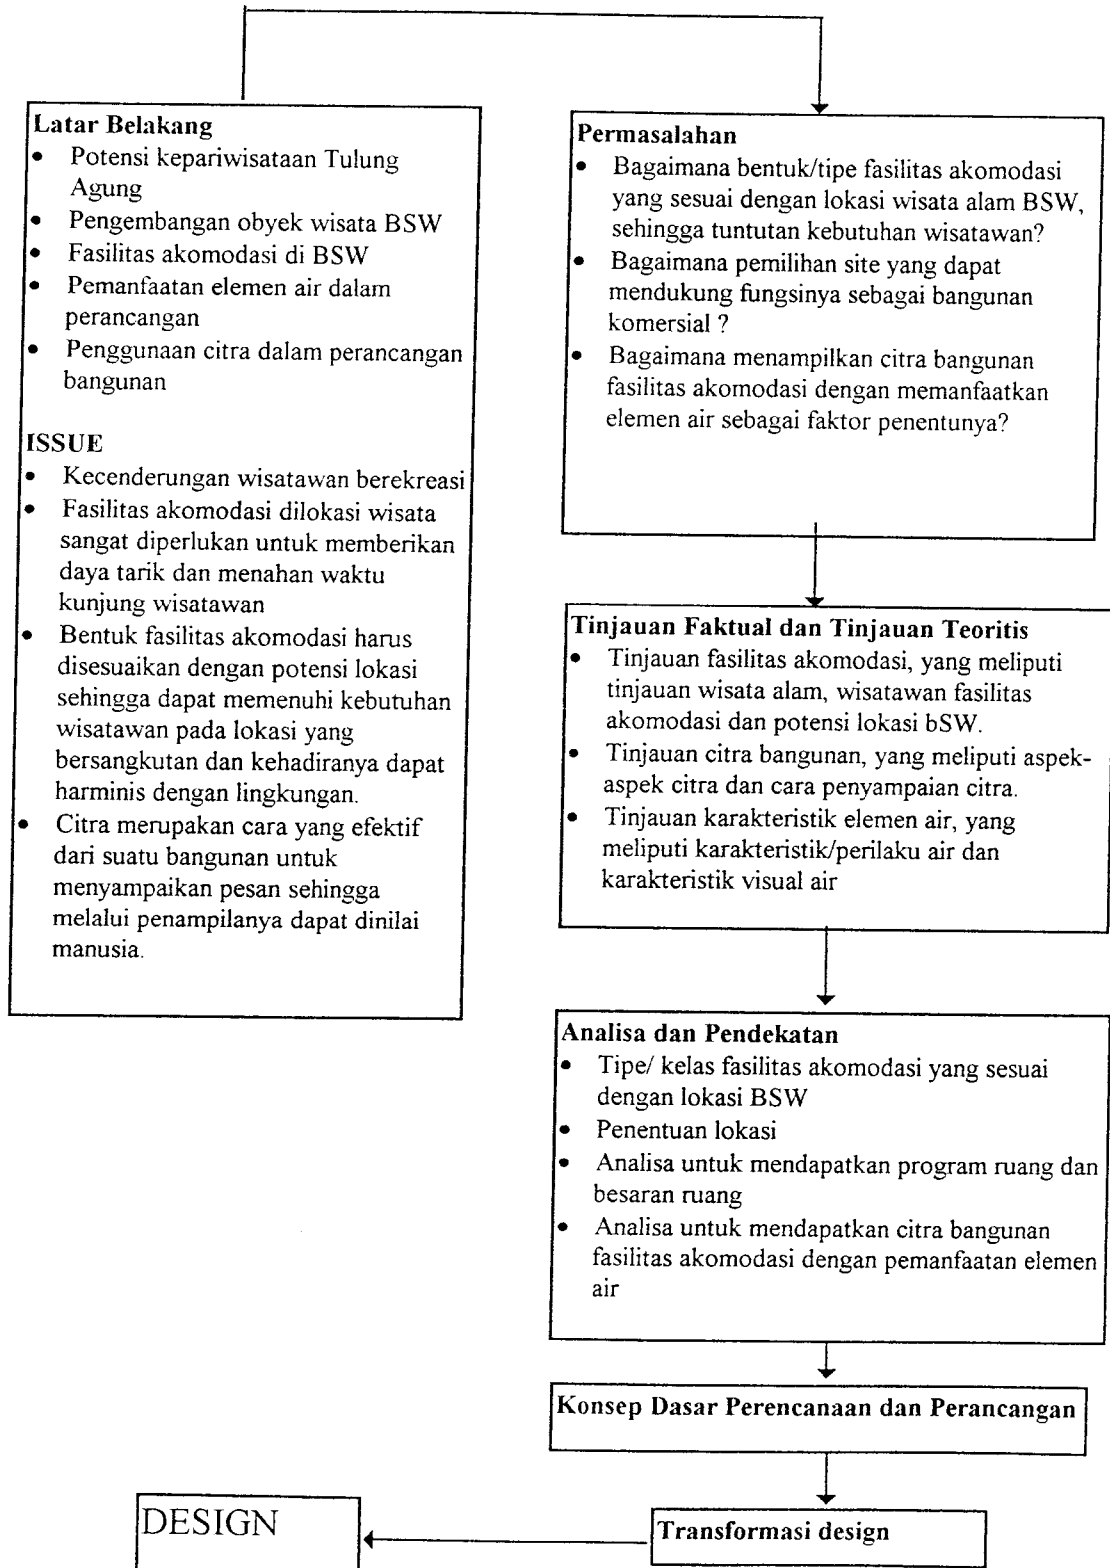 Latar Belakang
• Potensi kepariwisataan Tulung
Agung
• Pengembangan obyek wisata BSW
• Fasilitas akomodasi di BSW
• Pemanfaatan elemen air dalam
perancangan
• Penggunaan citra dalam perancangan
bangunan
ISSUE
• Kecenderungan wisatawan berekreasi
• Fasilitas akomodasi dilokasi wisata
sangat diperlukan untuk memberikan
daya tarik dan menahan waktu
kunjung wisatawan
• Bentuk fasilitas akomodasi harus
disesuaikan dengan potensi lokasi
sehingga dapat memenuhi kebutuhan
wisatawan pada lokasi yang
bersangkutan dan kehadiranya dapat
harminis dengan lingkungan.
• Citra merupakan cara yang efektif
dari suatu bangunan untuk
menyampaikan pesan sehingga
melalui penampilanya dapat dinilai
manusia.
Permasalahan
• Bagaimana bentuk/tipe fasilitas akomodasi
yang sesuai dengan lokasi wisata alam BSW,
sehingga tuntutan kebutuhan wisatawan?
• Bagaimana pemilihan site yang dapat
mendukung fungsinya sebagai bangunan
komersial ?
• Bagaimana menampilkan citra bangunan
fasilitas akomodasi dengan memanfaatkan
elemen air sebagai faktor penentunya?
Tinjauan Faktual dan Tinjauan Teoritis
• Tinjauan fasilitas akomodasi, yang meliputi
tinjauan wisata alam, wisatawan fasilitas
akomodasi dan potensi lokasi bSW.
• Tinjauan citra bangunan, yang meliputi aspek-
aspek citra dan cara penyampaian citra.
• Tinjauan karakteristik elemen air, yang
meliputi karakteristik/perilaku air dan
karakteristik visual air
Analisa dan Pendekatan
• Tipe/ kelas fasilitas akomodasi yang sesuai
dengan lokasi BSW
• Penentuan lokasi
• Analisa untuk mendapatkan program ruang dan
besaran ruang
• Analisa untuk mendapatkan citra bangunan
fasilitas akomodasi dengan pemanfaatan elemen
air
Konsep Dasar Perencanaan dan Perancangan
Transformasi design
DESIGN